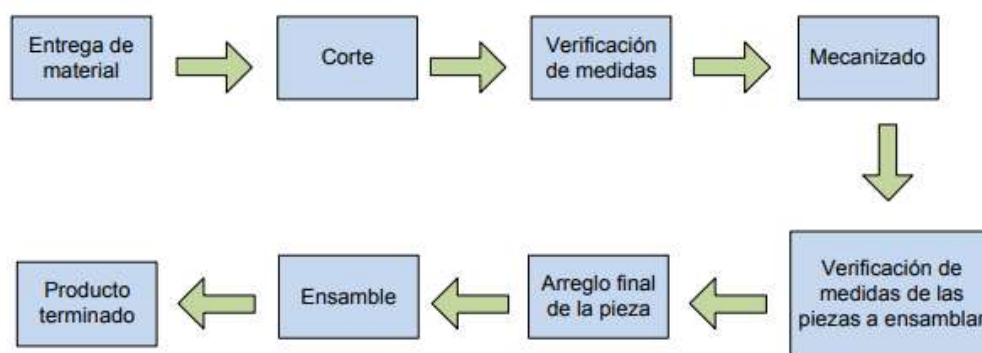 Entrega de
material
Corte
Verificación
de medidas
Mecanizado
Verificación de
medidas de las
piezas a ensamblar
Arreglo final
de la pieza
Ensamble
Producto
terminado